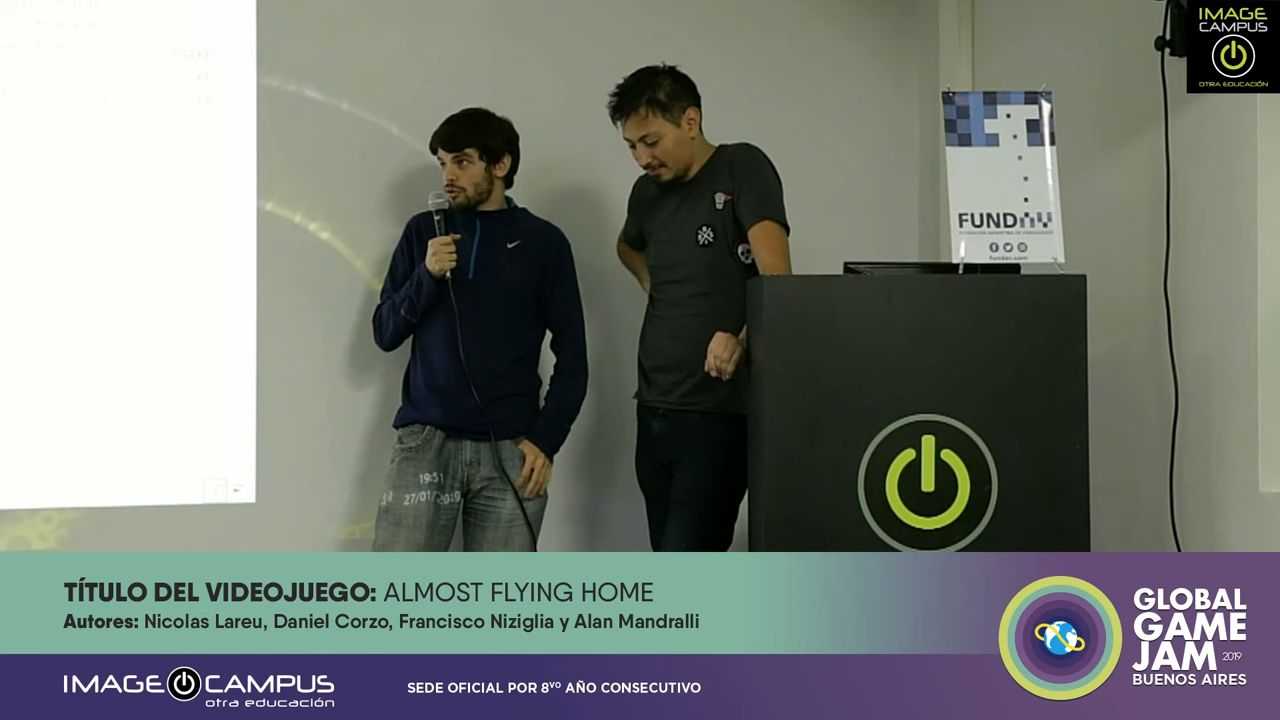 IMAGE
CAMPUS
OTRA EDUCACIÓN
FUNDAV
fundav.com
19:51
27/01/2019
TÍTULO DEL VIDEOJUEGO: ALMOST FLYING HOME
Autores: Nicolas Lareu, Daniel Corzo, Francisco Niziglia y Alan Mandralli
IMAGE CAMPUS
otra educación
SEDE OFICIAL POR 8VO AÑO CONSECUTIVO
GLOBAL
GAME
JAM 2019
BUENOS AIRES